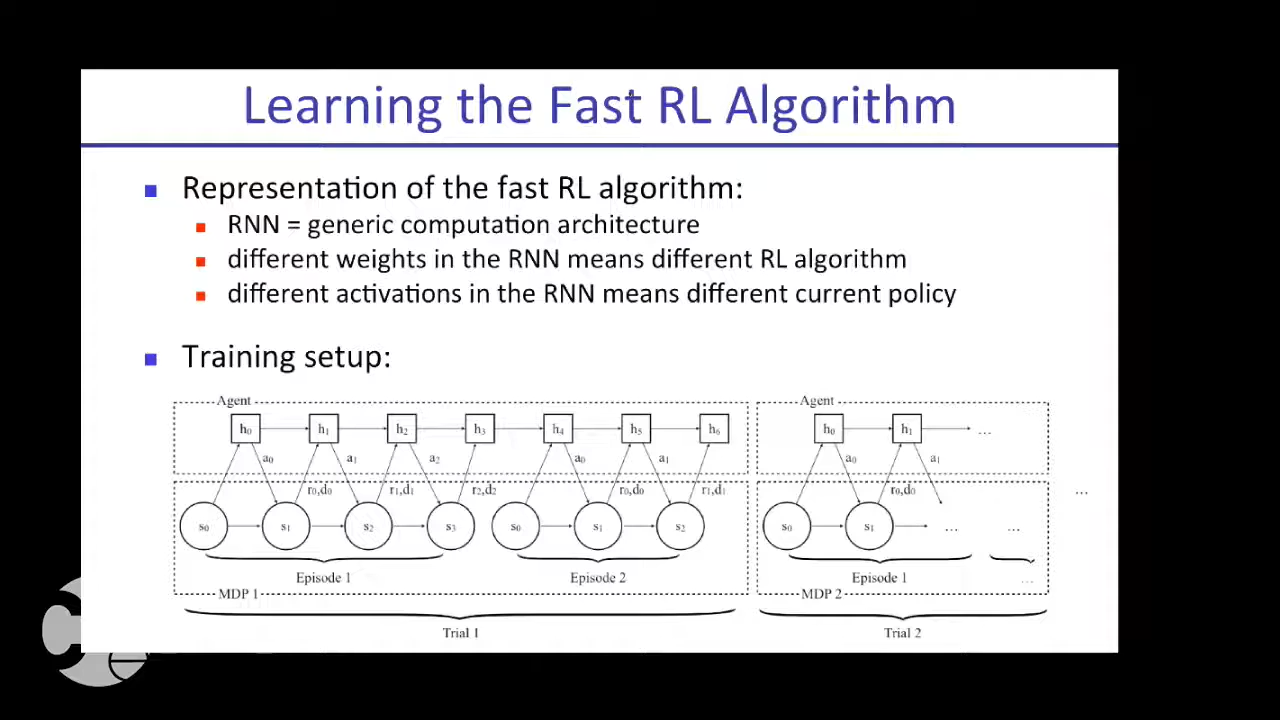 Learning the Fast RL Algorithm
Representation of the fast RL algorithm:
RNN = generic computation architecture
different weights in the RNN means different RL algorithm
different activations in the RNN means different current policy
Training setup:
Agent Agent
h0 h1 h2 h3 h4 h5 h6 h0 h1 ...
a0 a1 a2 a0 a1 a0 a1
r0,d0 r1,d1 r2,d2 r0,d0 r1,d1 r0,d0 ...
s0 s1 s2 s3 s0 s1 s2 s0 s1 ... ...
Episode 1 Episode 2 Episode 1 ...
MDP 1 MDP 2
Trial 1 Trial 2